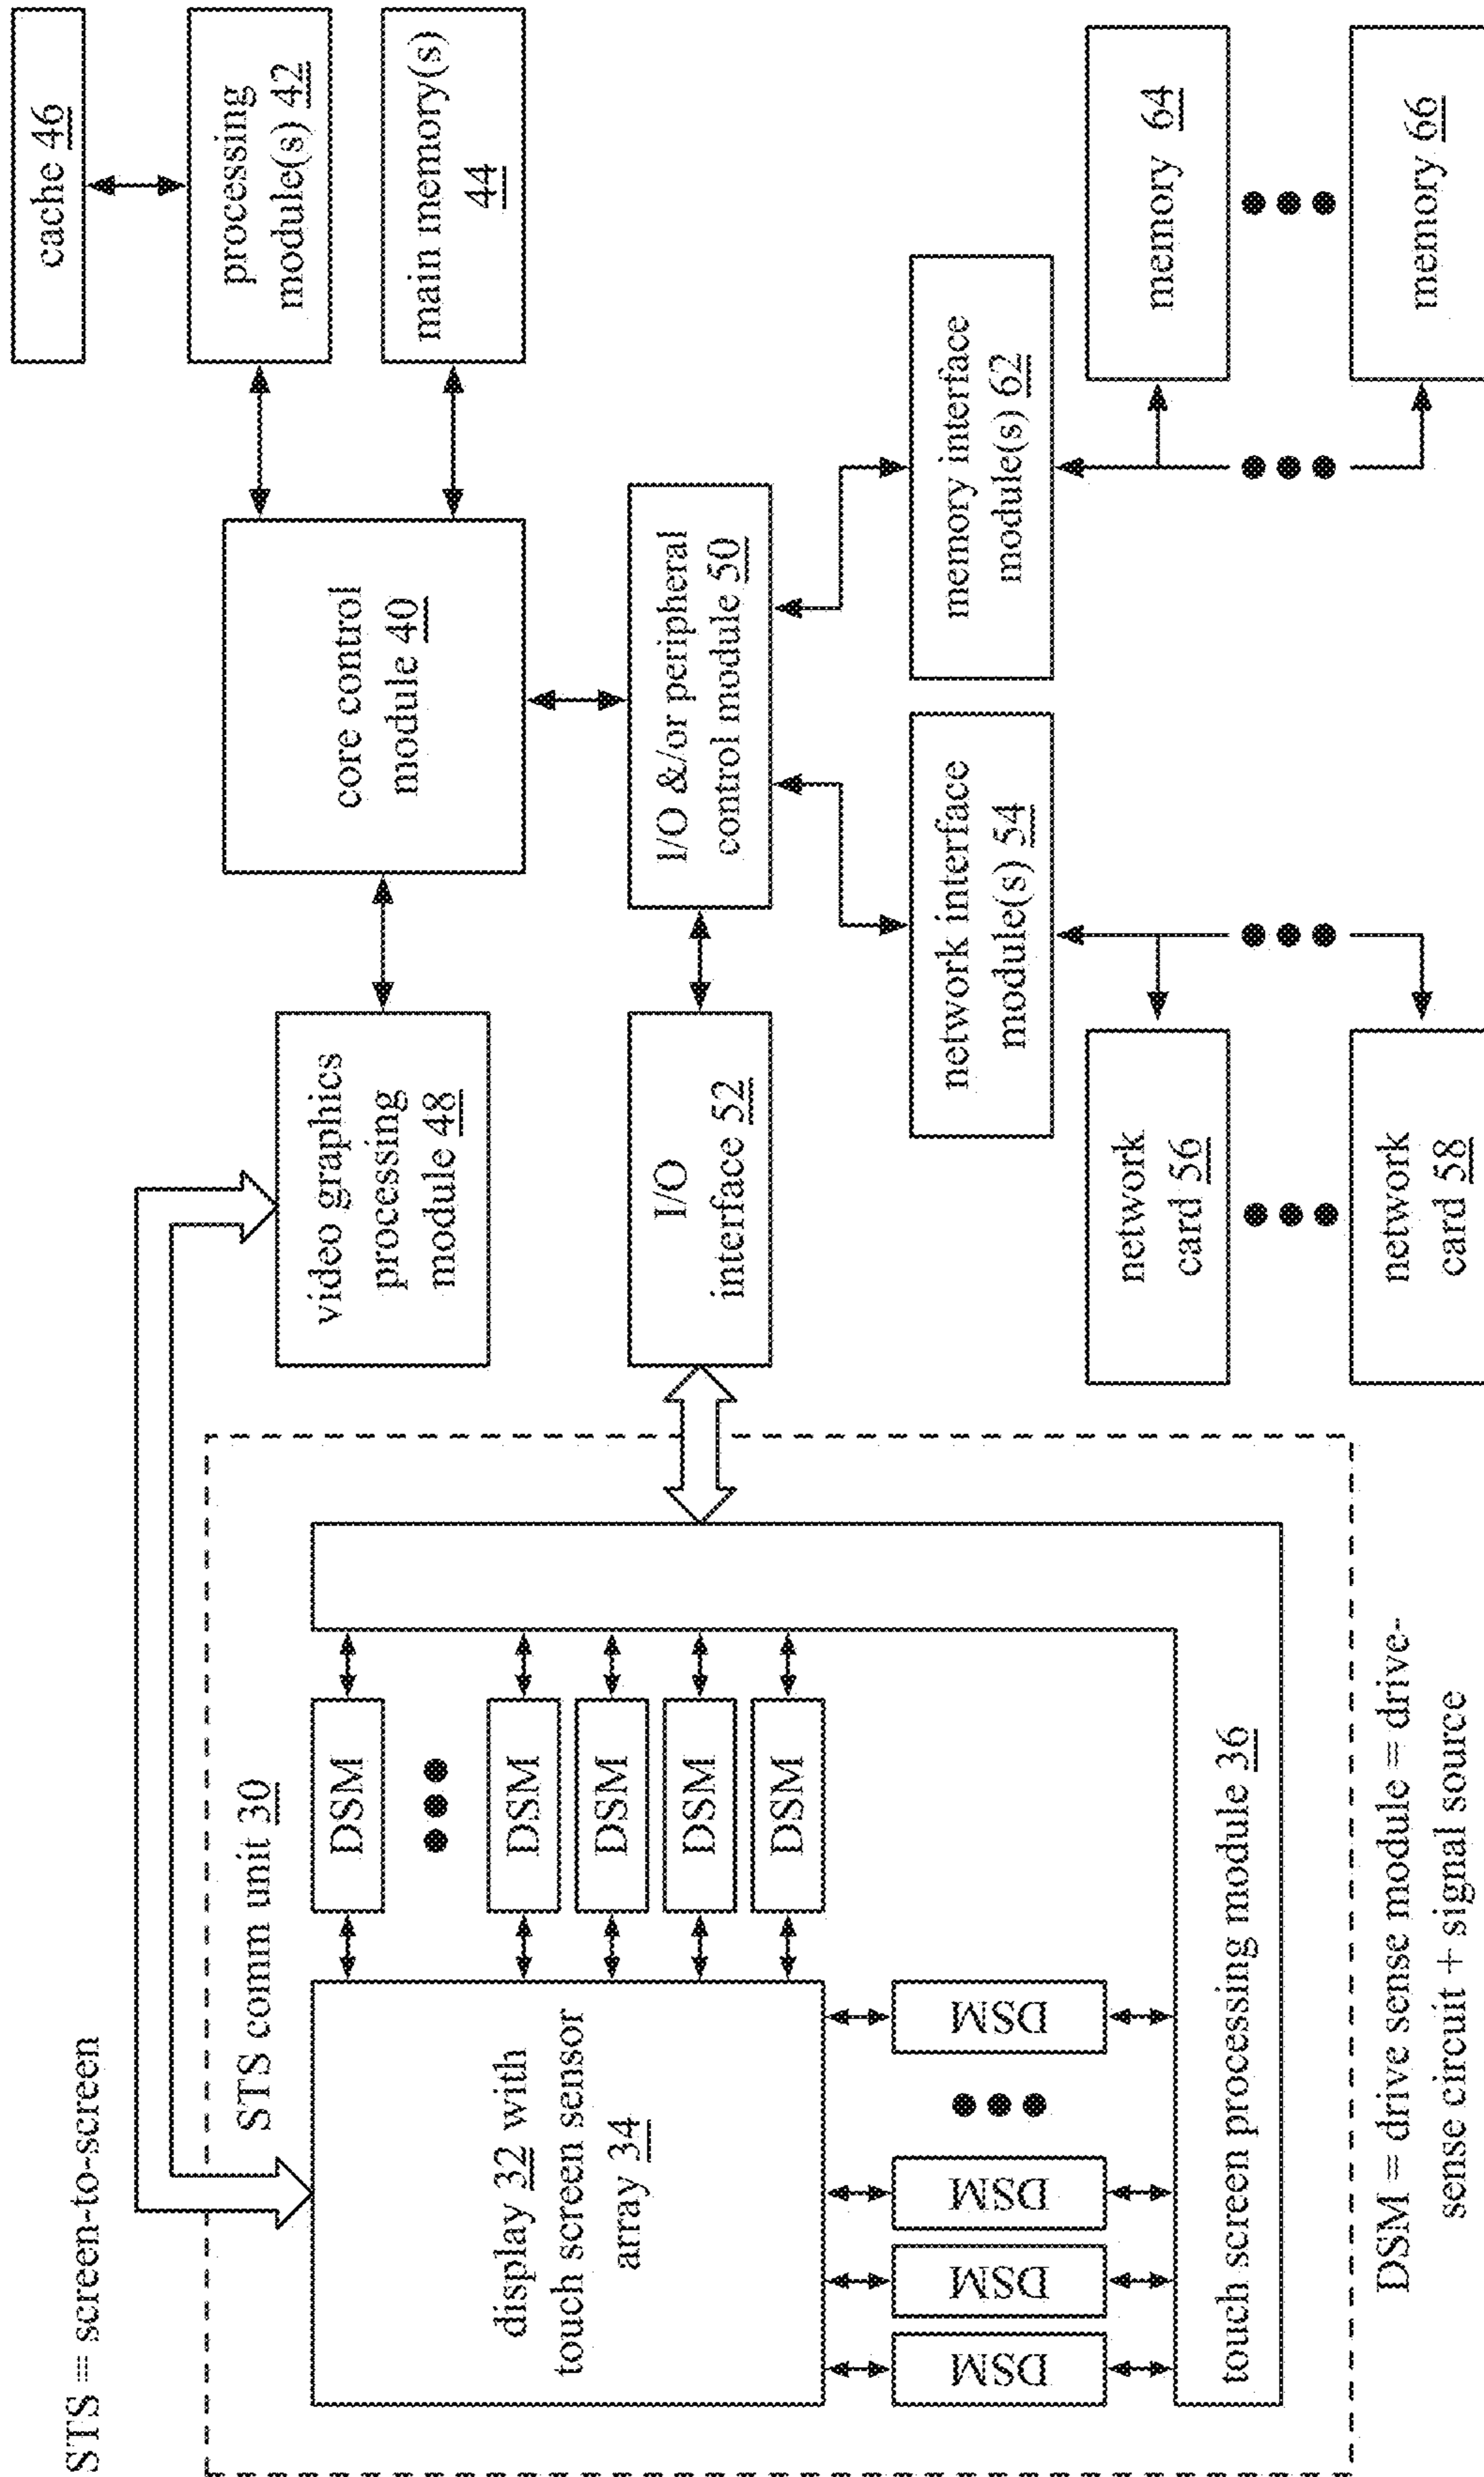 STS = screen-to-screen
STS comm unit 30
display 32 with
touch screen sensor
array 34
DSM
DSM
DSM
DSM
DSM
DSM
DSM
DSM
DSM
touch screen processing module 36
DSM = drive sense module = drive-
sense circuit + signal source
video graphics
processing
module 48
I/O
interface 52
core control
module 40
I/O &/or peripheral
control module 50
cache 46
processing
module(s) 42
main memory(s)
44
network interface
module(s) 54
memory interface
module(s) 62
network
card 56
network
card 58
memory 64
memory 66